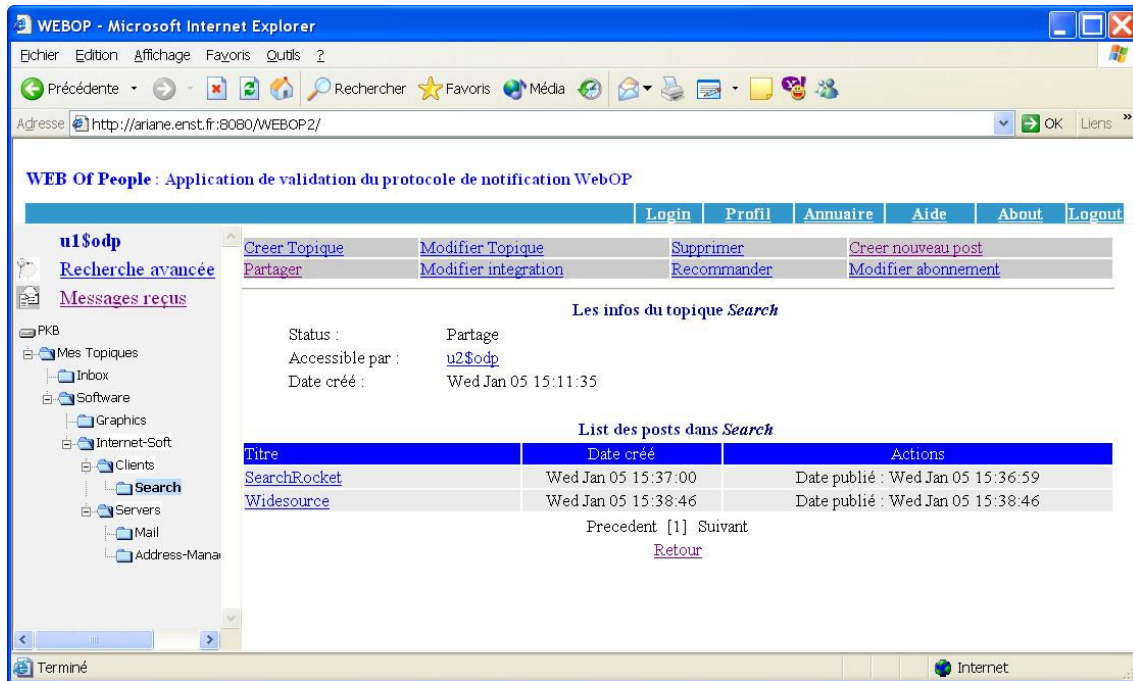 WEBOP - Microsoft Internet Explorer
Fichier Edition Affichage Favoris Outils ?
Précédente Rechercher Favoris Média
Adresse http://ariane.enst.fr:8080/WEBOP2/ OK Liens »
WEB Of People : Application de validation du protocole de notification WebOP
Login Profil Annuaire Aide About Logout
u1$odp
Recherche avancée
Messages reçus
PKB
Mes Topiques
Inbox
Software
Graphics
Internet-Soft
Clients
Search
Servers
Mail
Address-Mana
Creer Topique Modifier Topique Supprimer Creer nouveau post
Partager Modifier integration Recommander Modifier abonnement
Les infos du topique Search
Status : Partage
Accessible par : u2$odp
Date créé : Wed Jan 05 15:11:35
List des posts dans Search
Titre Date créé Actions
SearchRocket Wed Jan 05 15:37:00 Date publié : Wed Jan 05 15:36:59
Widesource Wed Jan 05 15:38:46 Date publié : Wed Jan 05 15:38:46
Precedent [1] Suivant
Retour
Terminé Internet